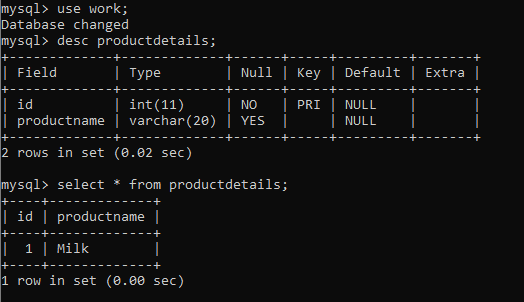 mysql> use work;
Database changed
mysql> desc productdetails;
+-------------+-------------+------+-----+---------+-------+
| Field       | Type        | Null | Key | Default | Extra |
+-------------+-------------+------+-----+---------+-------+
| id          | int(11)     | NO   | PRI | NULL    |       |
| productname | varchar(20) | YES  |     | NULL    |       |
+-------------+-------------+------+-----+---------+-------+
2 rows in set (0.02 sec)
mysql> select * from productdetails;
+----+-------------+
| id | productname |
+----+-------------+
|  1 | Milk        |
+----+-------------+
1 row in set (0.00 sec)